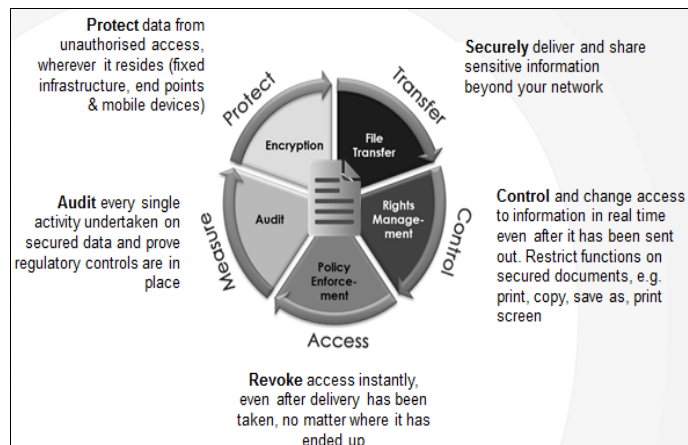 Protect data from
unauthorised access,
wherever it resides (fixed
infrastructure, end points
& mobile devices)
Securely deliver and share
sensitive information
beyond your network
Protect
Transfer
Encryption
File
Transfer
Audit every single
activity undertaken on
secured data and prove
regulatory controls are in
place
Measure
Audit
Rights
Manage-
ment
Control
Control and change access
to information in real time
even after it has been sent
out. Restrict functions on
secured documents, e.g.
print, copy, save as, print
screen
Policy
Enforce-
ment
Access
Revoke access instantly,
even after delivery has been
taken, no matter where it has
ended up